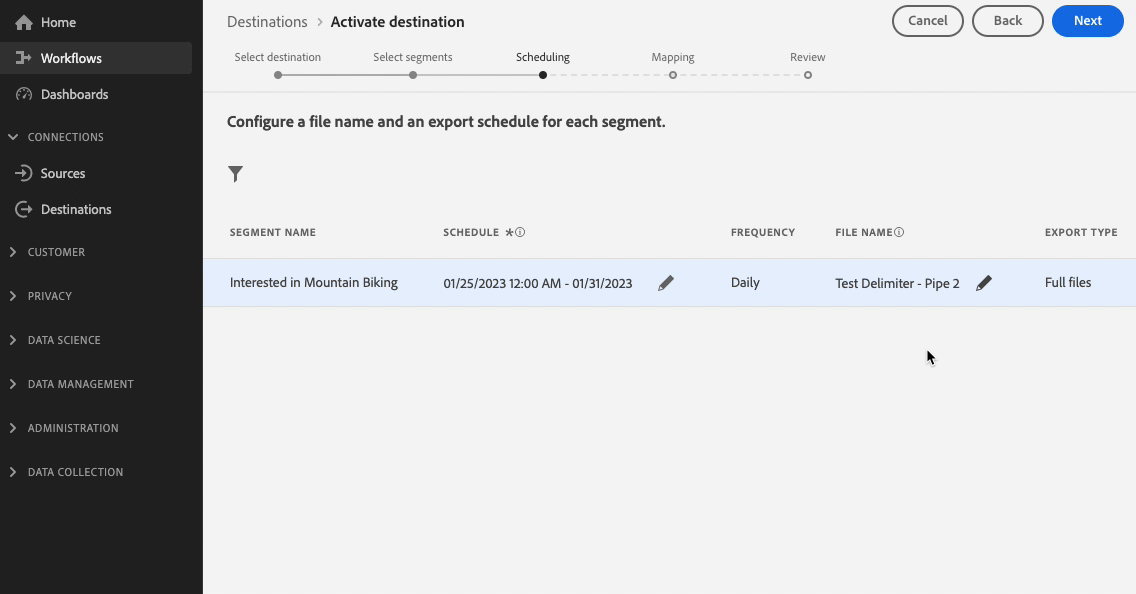 Home
Workflows
Dashboards
CONNECTIONS
Sources
Destinations
CUSTOMER
PRIVACY
DATA SCIENCE
DATA MANAGEMENT
ADMINISTRATION
DATA COLLECTION
Destinations > Activate destination
Cancel Back Next
Select destination Select segments Scheduling Mapping Review
Configure a file name and an export schedule for each segment.
SEGMENT NAME SCHEDULE * FREQUENCY FILE NAME EXPORT TYPE
Interested in Mountain Biking 01/25/2023 12:00 AM - 01/31/2023 Daily Test Delimiter - Pipe 2 Full files